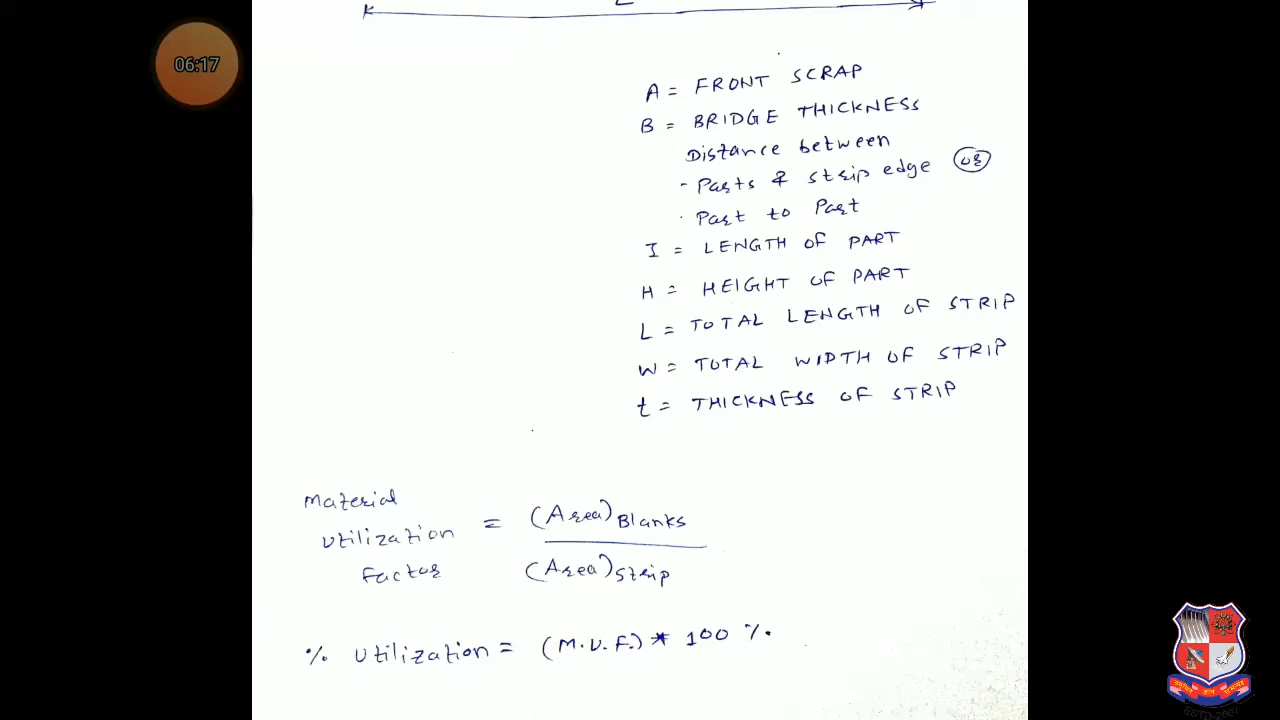 L
06:17
A = FRONT SCRAP
B = BRIDGE THICKNESS
Distance between
- Parts & strip edge or
· Part to Part
I = LENGTH OF PART
H = HEIGHT OF PART
L = TOTAL LENGTH OF STRIP
W = TOTAL WIDTH OF STRIP
t = THICKNESS OF STRIP
Material
Utilization = (Area)Blanks
Factor (Area)Strip
% Utilization = (M.U.F.) * 100 %.